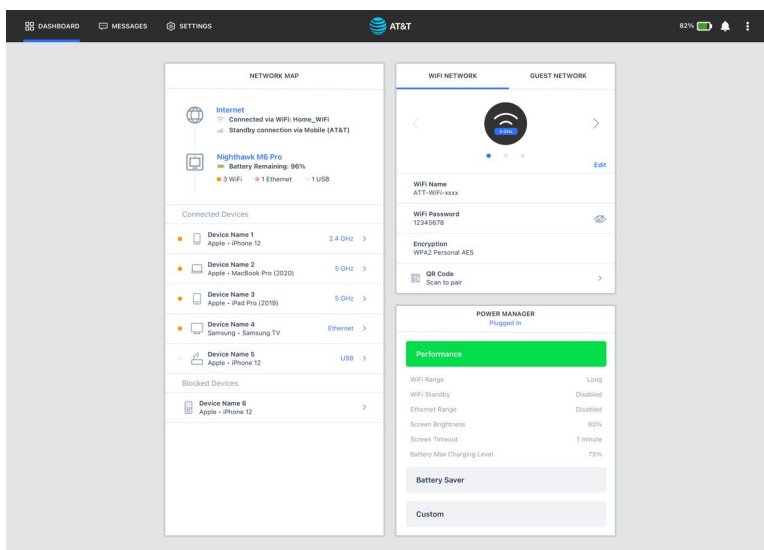 DASHBOARD
MESSAGES
SETTINGS
AT&T
82%
NETWORK MAP
Internet
Connected via WiFi: Home_WiFi
Standby connection via Mobile (AT&T)
Nighthawk M6 Pro
Battery Remaining: 96%
3 WiFi
1 Ethernet
1 USB
Connected Devices
Device Name 1
Apple • iPhone 12
2.4 GHz
Device Name 2
Apple • MacBook Pro (2020)
5 GHz
Device Name 3
Apple • iPad Pro (2019)
5 GHz
Device Name 4
Samsung • Samsung TV
Ethernet
Device Name 5
Apple • iPhone 12
USB
Blocked Devices
Device Name 6
Apple • iPhone 12
WIFI NETWORK
GUEST NETWORK
5 GHz
Edit
WiFi Name
ATT-WiFi-xxxx
WiFi Password
12345678
Encryption
WPA2 Personal AES
QR Code
Scan to pair
POWER MANAGER
Plugged in
Performance
WiFi Range
Long
WiFi Standby
Disabled
Ethernet Range
Disabled
Screen Brightness
60%
Screen Timeout
1 minute
Battery Max Charging Level
75%
Battery Saver
Custom